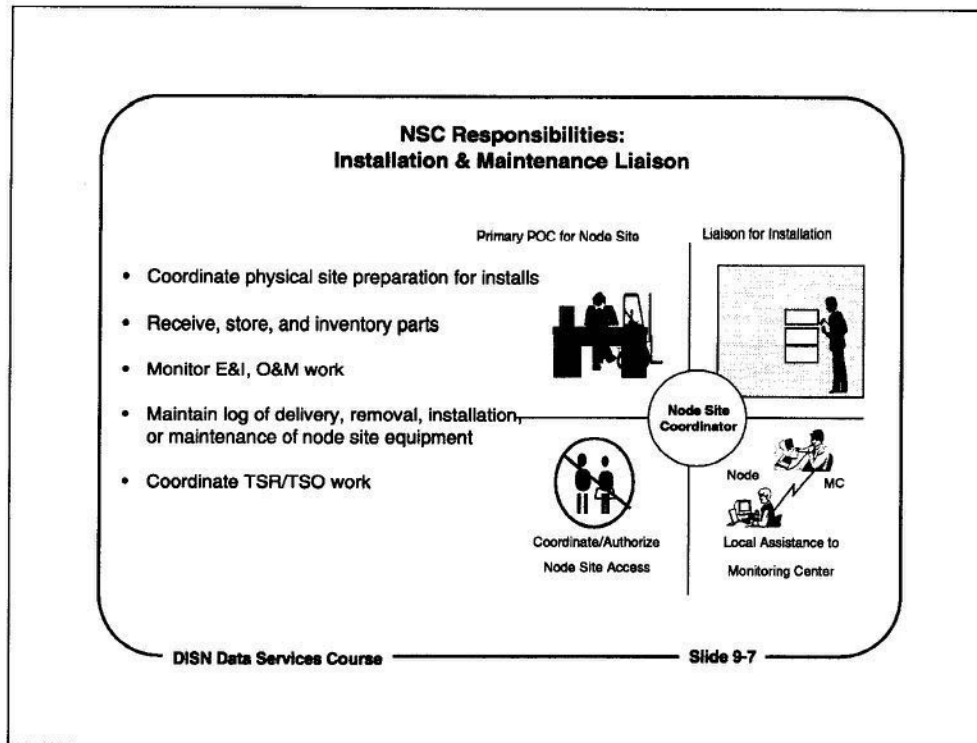 NSC Responsibilities:
Installation & Maintenance Liaison
Primary POC for Node Site
Liaison for Installation
• Coordinate physical site preparation for installs
• Receive, store, and inventory parts
• Monitor E&I, O&M work
• Maintain log of delivery, removal, installation,
or maintenance of node site equipment
• Coordinate TSR/TSO work
Node Site
Coordinator
Coordinate/Authorize
Node Site Access
Node
MC
Local Assistance to
Monitoring Center
DISN Data Services Course
Slide 9-7